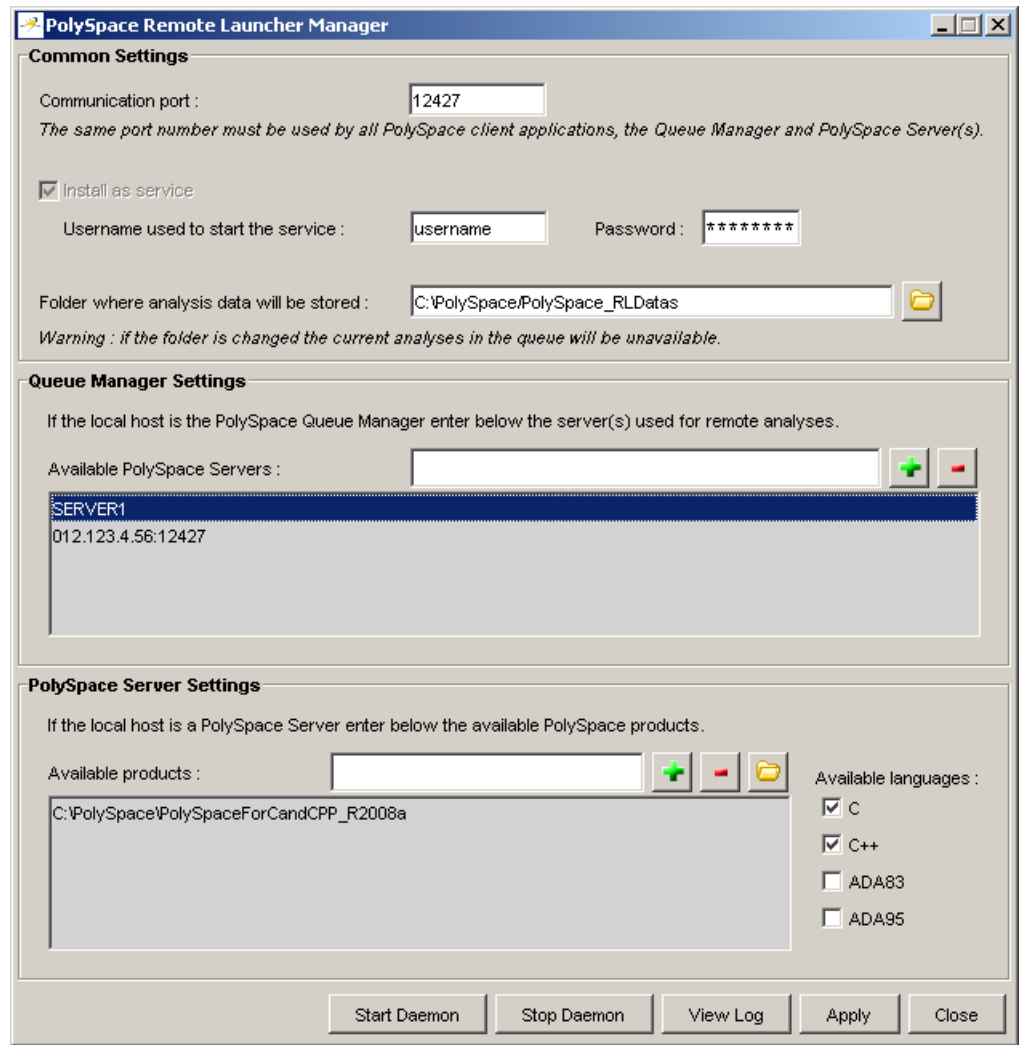 PolySpace Remote Launcher Manager
Common Settings
Communication port : 12427
The same port number must be used by all PolySpace client applications, the Queue Manager and PolySpace Server(s).
Install as service
Username used to start the service : username Password : ********
Folder where analysis data will be stored : C:\PolySpace/PolySpace_RLDatas
Warning : if the folder is changed the current analyses in the queue will be unavailable.
Queue Manager Settings
If the local host is the PolySpace Queue Manager enter below the server(s) used for remote analyses.
Available PolySpace Servers :
SERVER1
012.123.4.56:12427
PolySpace Server Settings
If the local host is a PolySpace Server enter below the available PolySpace products.
Available products :
Available languages :
C:\PolySpace\PolySpaceForCandCPP_R2008a
C
C++
ADA83
ADA95
Start Daemon Stop Daemon View Log Apply Close